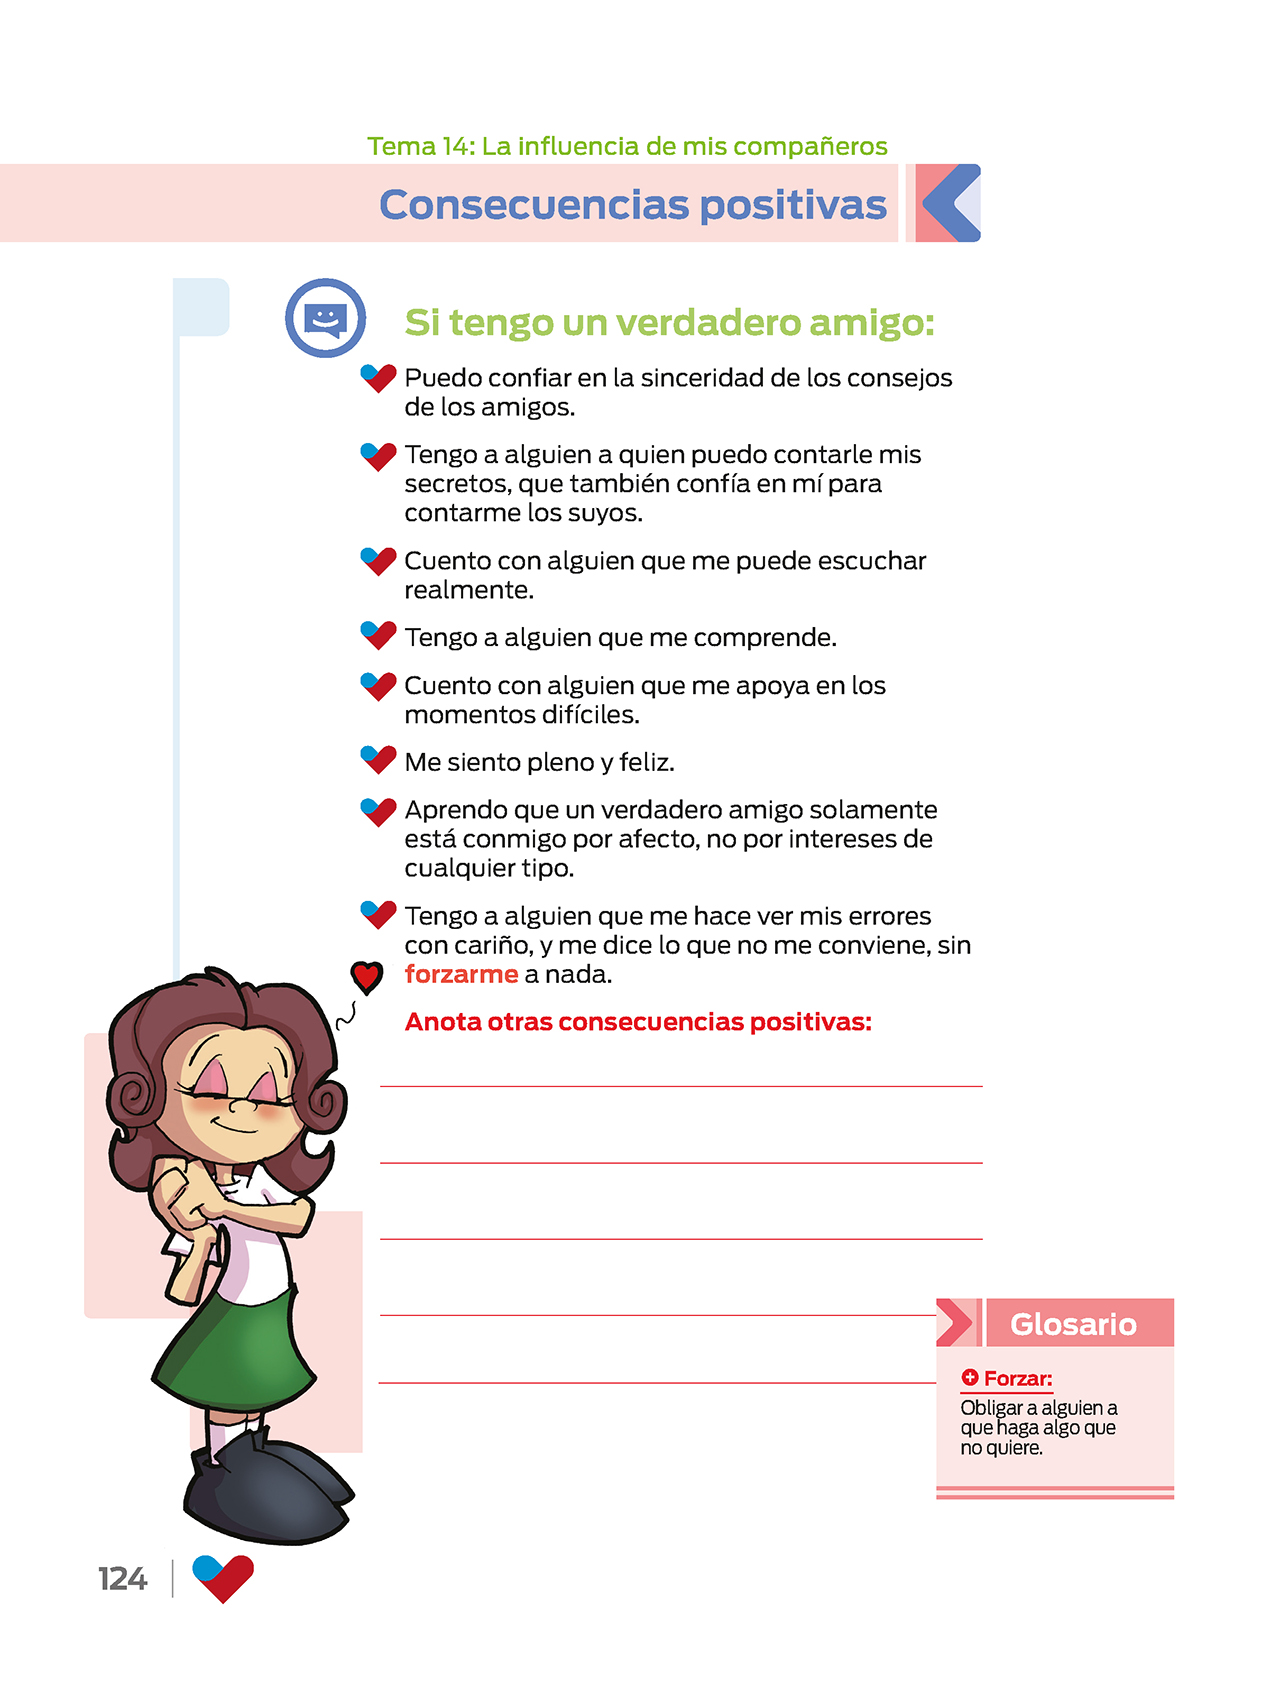 Tema 14: La influencia de mis compañeros
Consecuencias positivas
Si tengo un verdadero amigo:
Puedo confiar en la sinceridad de los consejos
de los amigos.
Tengo a alguien a quien puedo contarle mis
secretos, que también confía en mí para
contarme los suyos.
Cuento con alguien que me puede escuchar
realmente.
Tengo a alguien que me comprende.
Cuento con alguien que me apoya en los
momentos difíciles.
Me siento pleno y feliz.
Aprendo que un verdadero amigo solamente
está conmigo por afecto, no por intereses de
cualquier tipo.
Tengo a alguien que me hace ver mis errores
con cariño, y me dice lo que no me conviene, sin
forzarme a nada.
Anota otras consecuencias positivas:
Glosario
Forzar:
Obligar a alguien a
que haga algo que
no quiere.
124